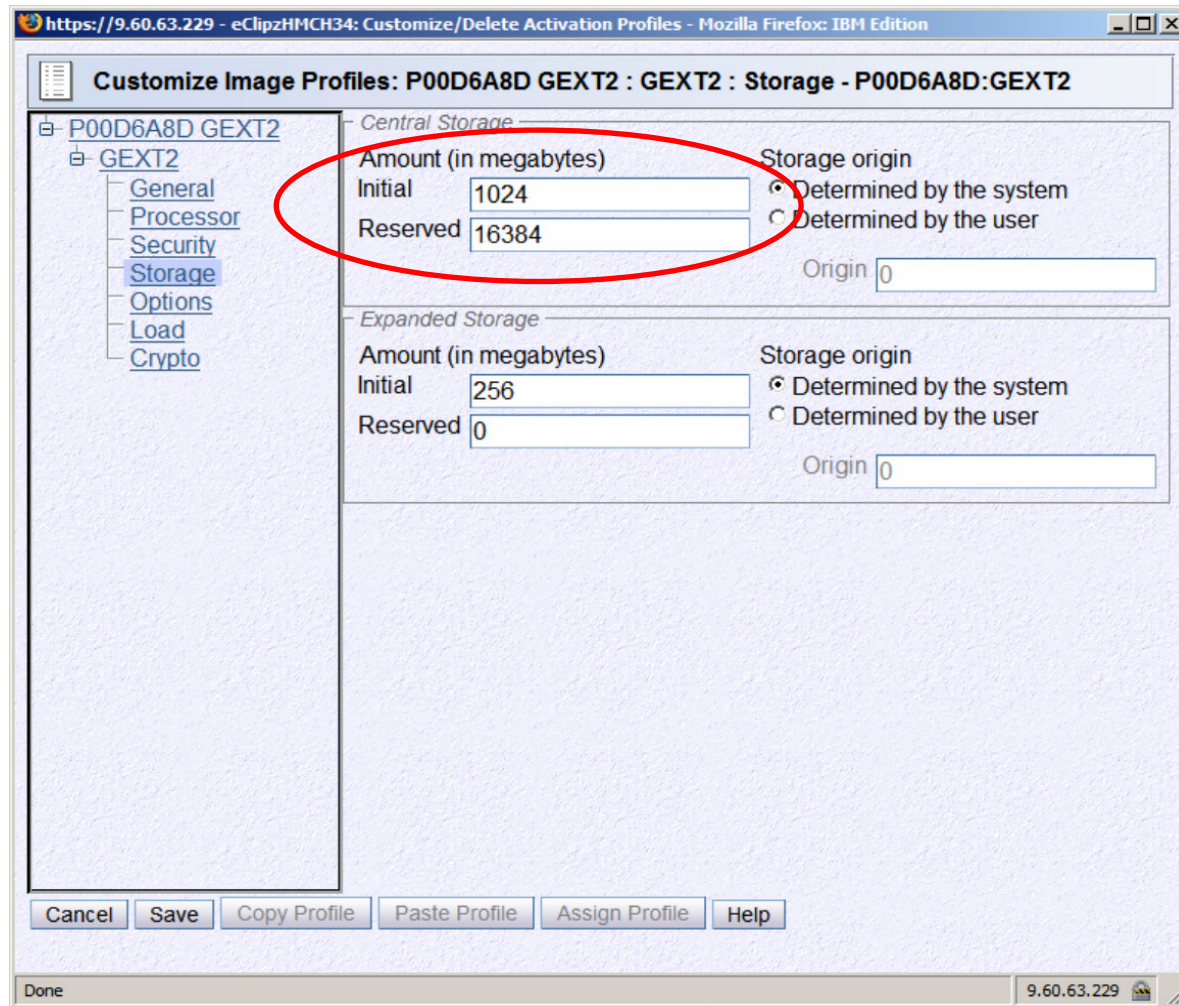 https://9.60.63.229 - eClipzHMCH34: Customize/Delete Activation Profiles - Mozilla Firefox: IBM Edition
Customize Image Profiles: P00D6A8D GEXT2 : GEXT2 : Storage - P00D6A8D:GEXT2
P00D6A8D GEXT2
GEXT2
General
Processor
Security
Storage
Options
Load
Crypto
Central Storage
Amount (in megabytes)
Initial 1024
Reserved 16384
Storage origin
Determined by the system
Determined by the user
Origin 0
Expanded Storage
Amount (in megabytes)
Initial 256
Reserved 0
Storage origin
Determined by the system
Determined by the user
Origin 0
Cancel Save Copy Profile Paste Profile Assign Profile Help
Done 9.60.63.229